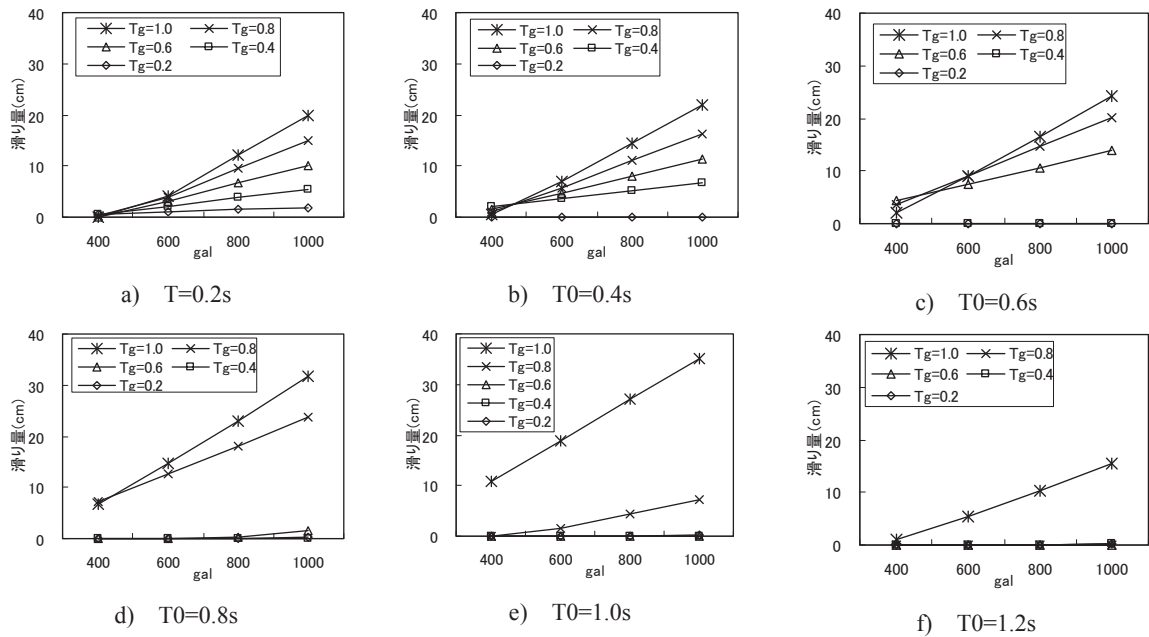 40
30
20
10
0
滑り量(cm)
Tg=1.0 Tg=0.8
Tg=0.6 Tg=0.4
Tg=0.2
400 600 800 1000
gal
a) T=0.2s
40
30
20
10
0
滑り量(cm)
Tg=1.0 Tg=0.8
Tg=0.6 Tg=0.4
Tg=0.2
400 600 800 1000
gal
b) T0=0.4s
40
30
20
10
0
滑り量(cm)
Tg=1.0 Tg=0.8
Tg=0.6 Tg=0.4
Tg=0.2
400 600 800 1000
gal
c) T0=0.6s
40
30
20
10
0
滑り量(cm)
Tg=1.0 Tg=0.8
Tg=0.6 Tg=0.4
Tg=0.2
400 600 800 1000
gal
d) T0=0.8s
40
30
20
10
0
滑り量(cm)
Tg=1.0
Tg=0.8
Tg=0.6
Tg=0.4
Tg=0.2
400 600 800 1000
gal
e) T0=1.0s
40
30
20
10
0
滑り量(cm)
Tg=1.0 Tg=0.8
Tg=0.6 Tg=0.4
Tg=0.2
400 600 800 1000
gal
f) T0=1.2s